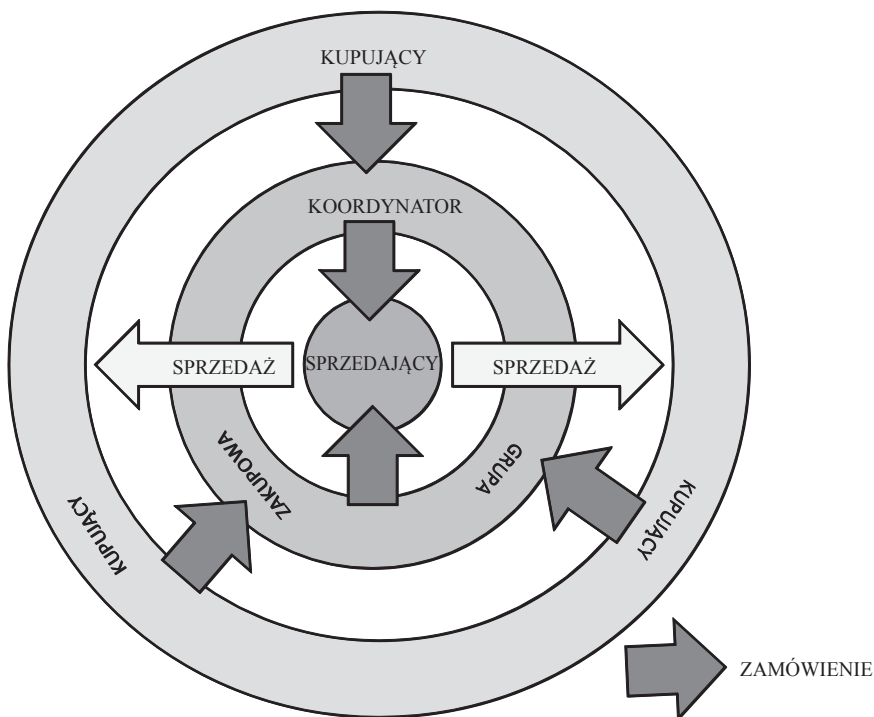 KUPUJĄCY
KOORDYNATOR
SPRZEDAŻ
SPRZEDAJĄCY
SPRZEDAŻ
ZAKUPOWA
GRUPA
KUPUJĄCY
KUPUJĄCY
ZAMÓWIENIE